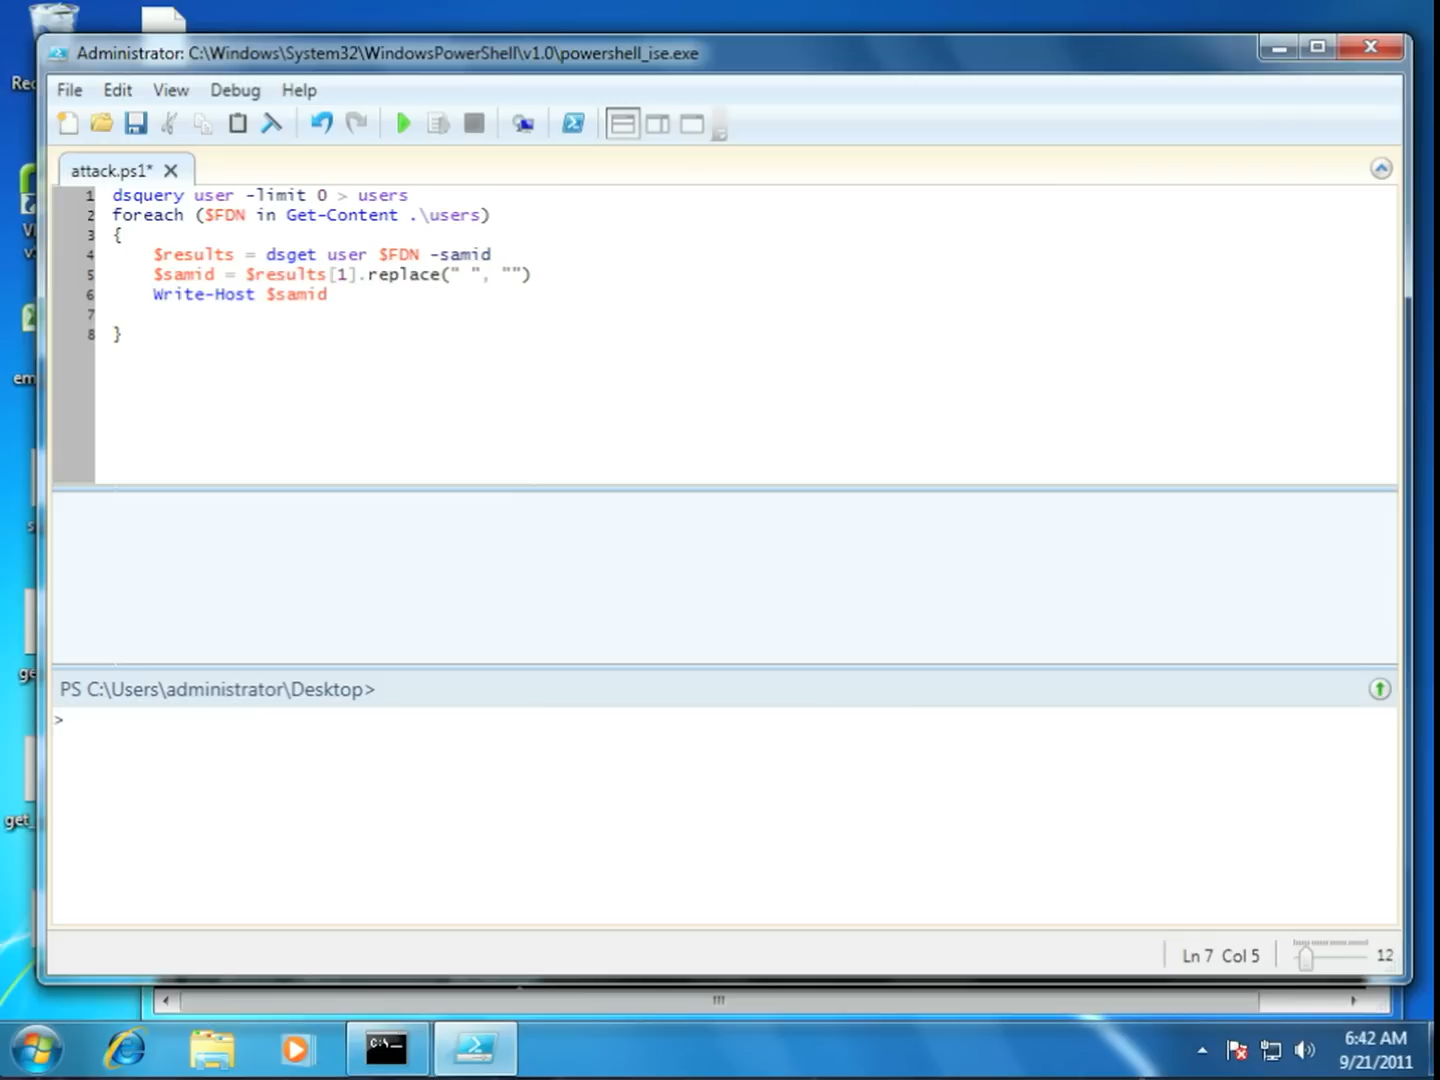 Administrator: C:\Windows\System32\WindowsPowerShell\v1.0\powershell_ise.exe
File Edit View Debug Help
attack.ps1*
1 dsquery user -limit 0 > users
2 foreach ($FDN in Get-Content .\users)
3 {
4 $results = dsget user $FDN -samid
5 $samid = $results[1].replace(" ", "")
6 Write-Host $samid
7
8 }
PS C:\Users\administrator\Desktop>
>
Ln 7 Col 5 12
C:\_
6:42 AM
9/21/2011